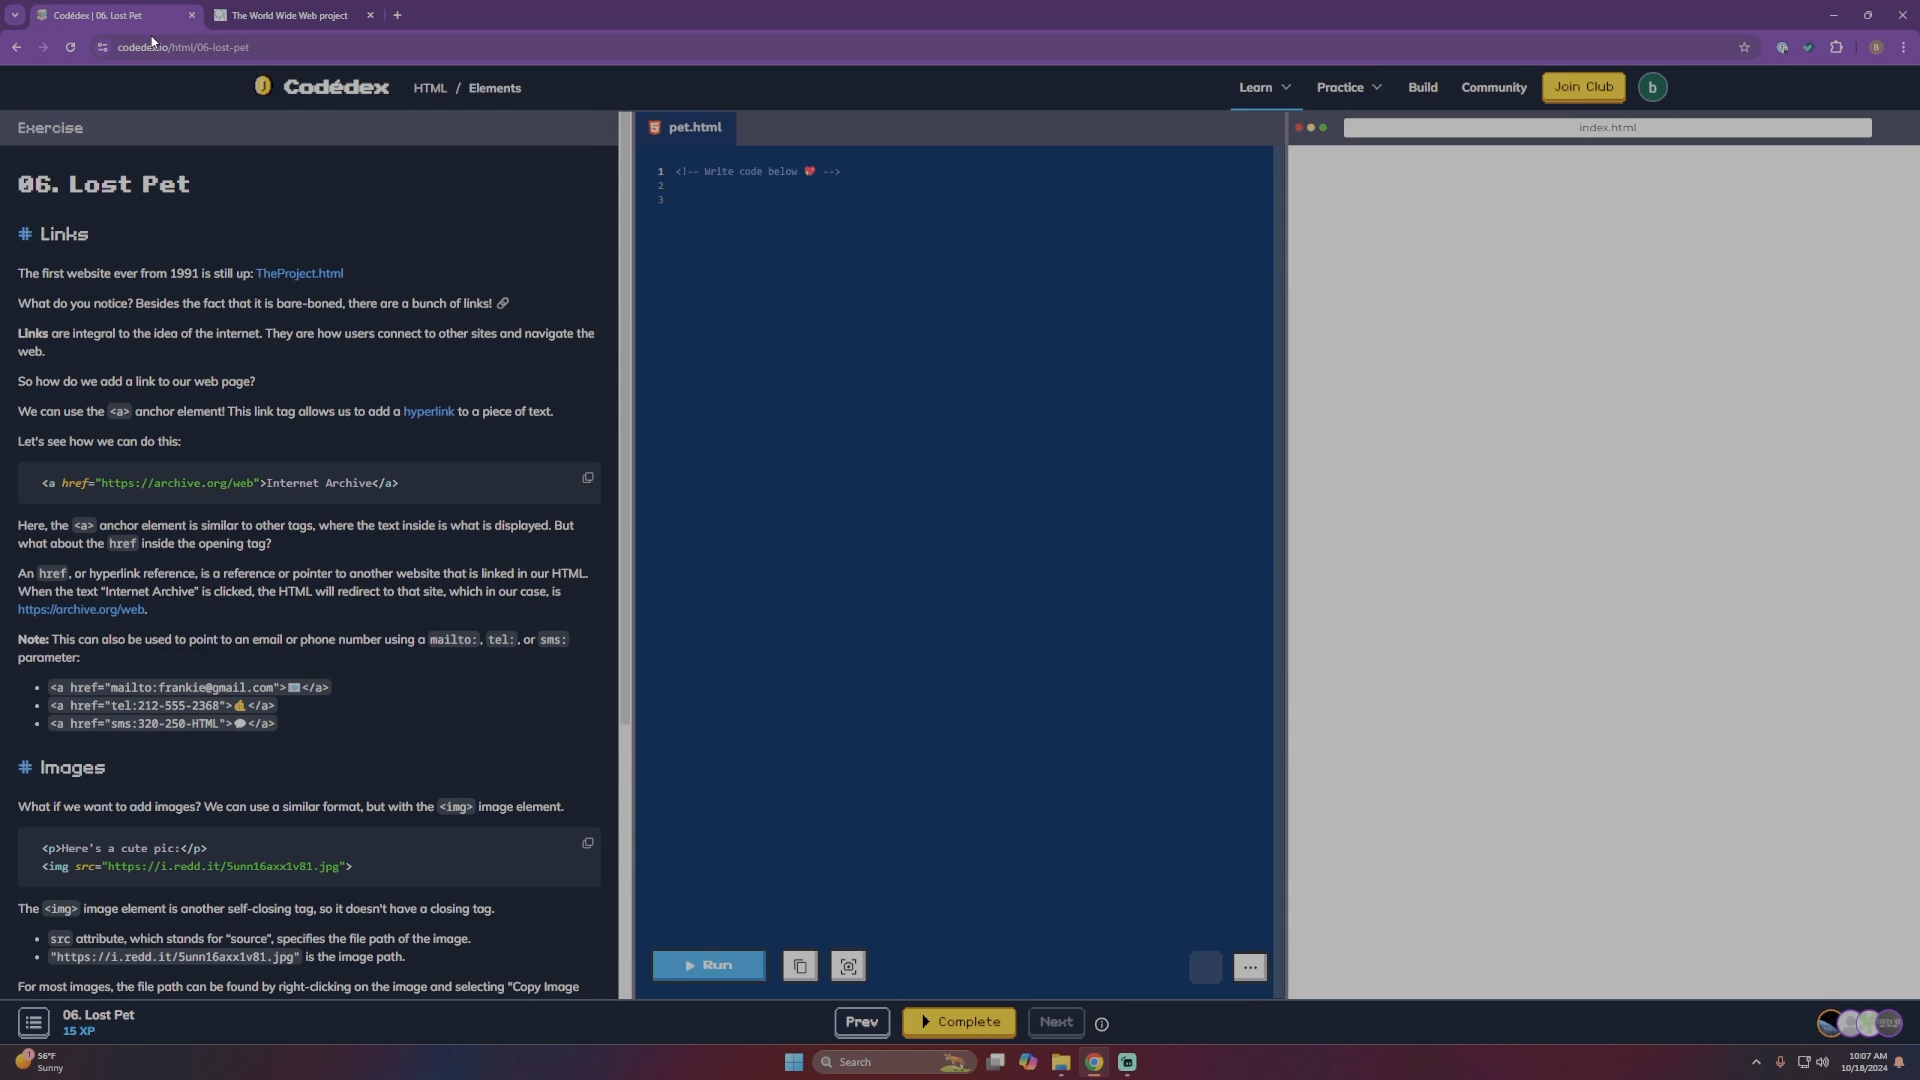 Codédex | 06. Lost Pet
The World Wide Web project
codedex.io/html/06-lost-pet
B
Codédex
HTML / Elements
Learn
Practice
Build
Community
Join Club
b
Exercise
pet.html
index.html
06. Lost Pet
# Links
The first website ever from 1991 is still up: TheProject.html
What do you notice? Besides the fact that it is bare-boned, there are a bunch of links! 🔗
Links are integral to the idea of the internet. They are how users connect to other sites and navigate the
web.
So how do we add a link to our web page?
We can use the <a> anchor element! This link tag allows us to add a hyperlink to a piece of text.
Let's see how we can do this:
<a href="https://archive.org/web">Internet Archive</a>
Here, the <a> anchor element is similar to other tags, where the text inside is what is displayed. But
what about the href inside the opening tag?
An href, or hyperlink reference, is a reference or pointer to another website that is linked in our HTML.
When the text “Internet Archive” is clicked, the HTML will redirect to that site, which in our case, is
https://archive.org/web.
Note: This can also be used to point to an email or phone number using a mailto:, tel:, or sms:
parameter:
• <a href="mailto:frankie@gmail.com">📧</a>
• <a href="tel:212-555-2368">🤙</a>
• <a href="sms:320-250-HTML">💬</a>
# Images
What if we want to add images? We can use a similar format, but with the <img> image element.
<p>Here's a cute pic:</p>
<img src="https://i.redd.it/5unn16axx1v81.jpg">
The <img> image element is another self-closing tag, so it doesn't have a closing tag.
• src attribute, which stands for “source”, specifies the file path of the image.
• "https://i.redd.it/5unn16axx1v81.jpg" is the image path.
For most images, the file path can be found by right-clicking on the image and selecting "Copy Image
1 <!-- Write code below 💖 -->
2
3
Run
...
06. Lost Pet
15 XP
Prev
Complete
Next
1
56°F
Sunny
Search
10:07 AM
10/18/2024